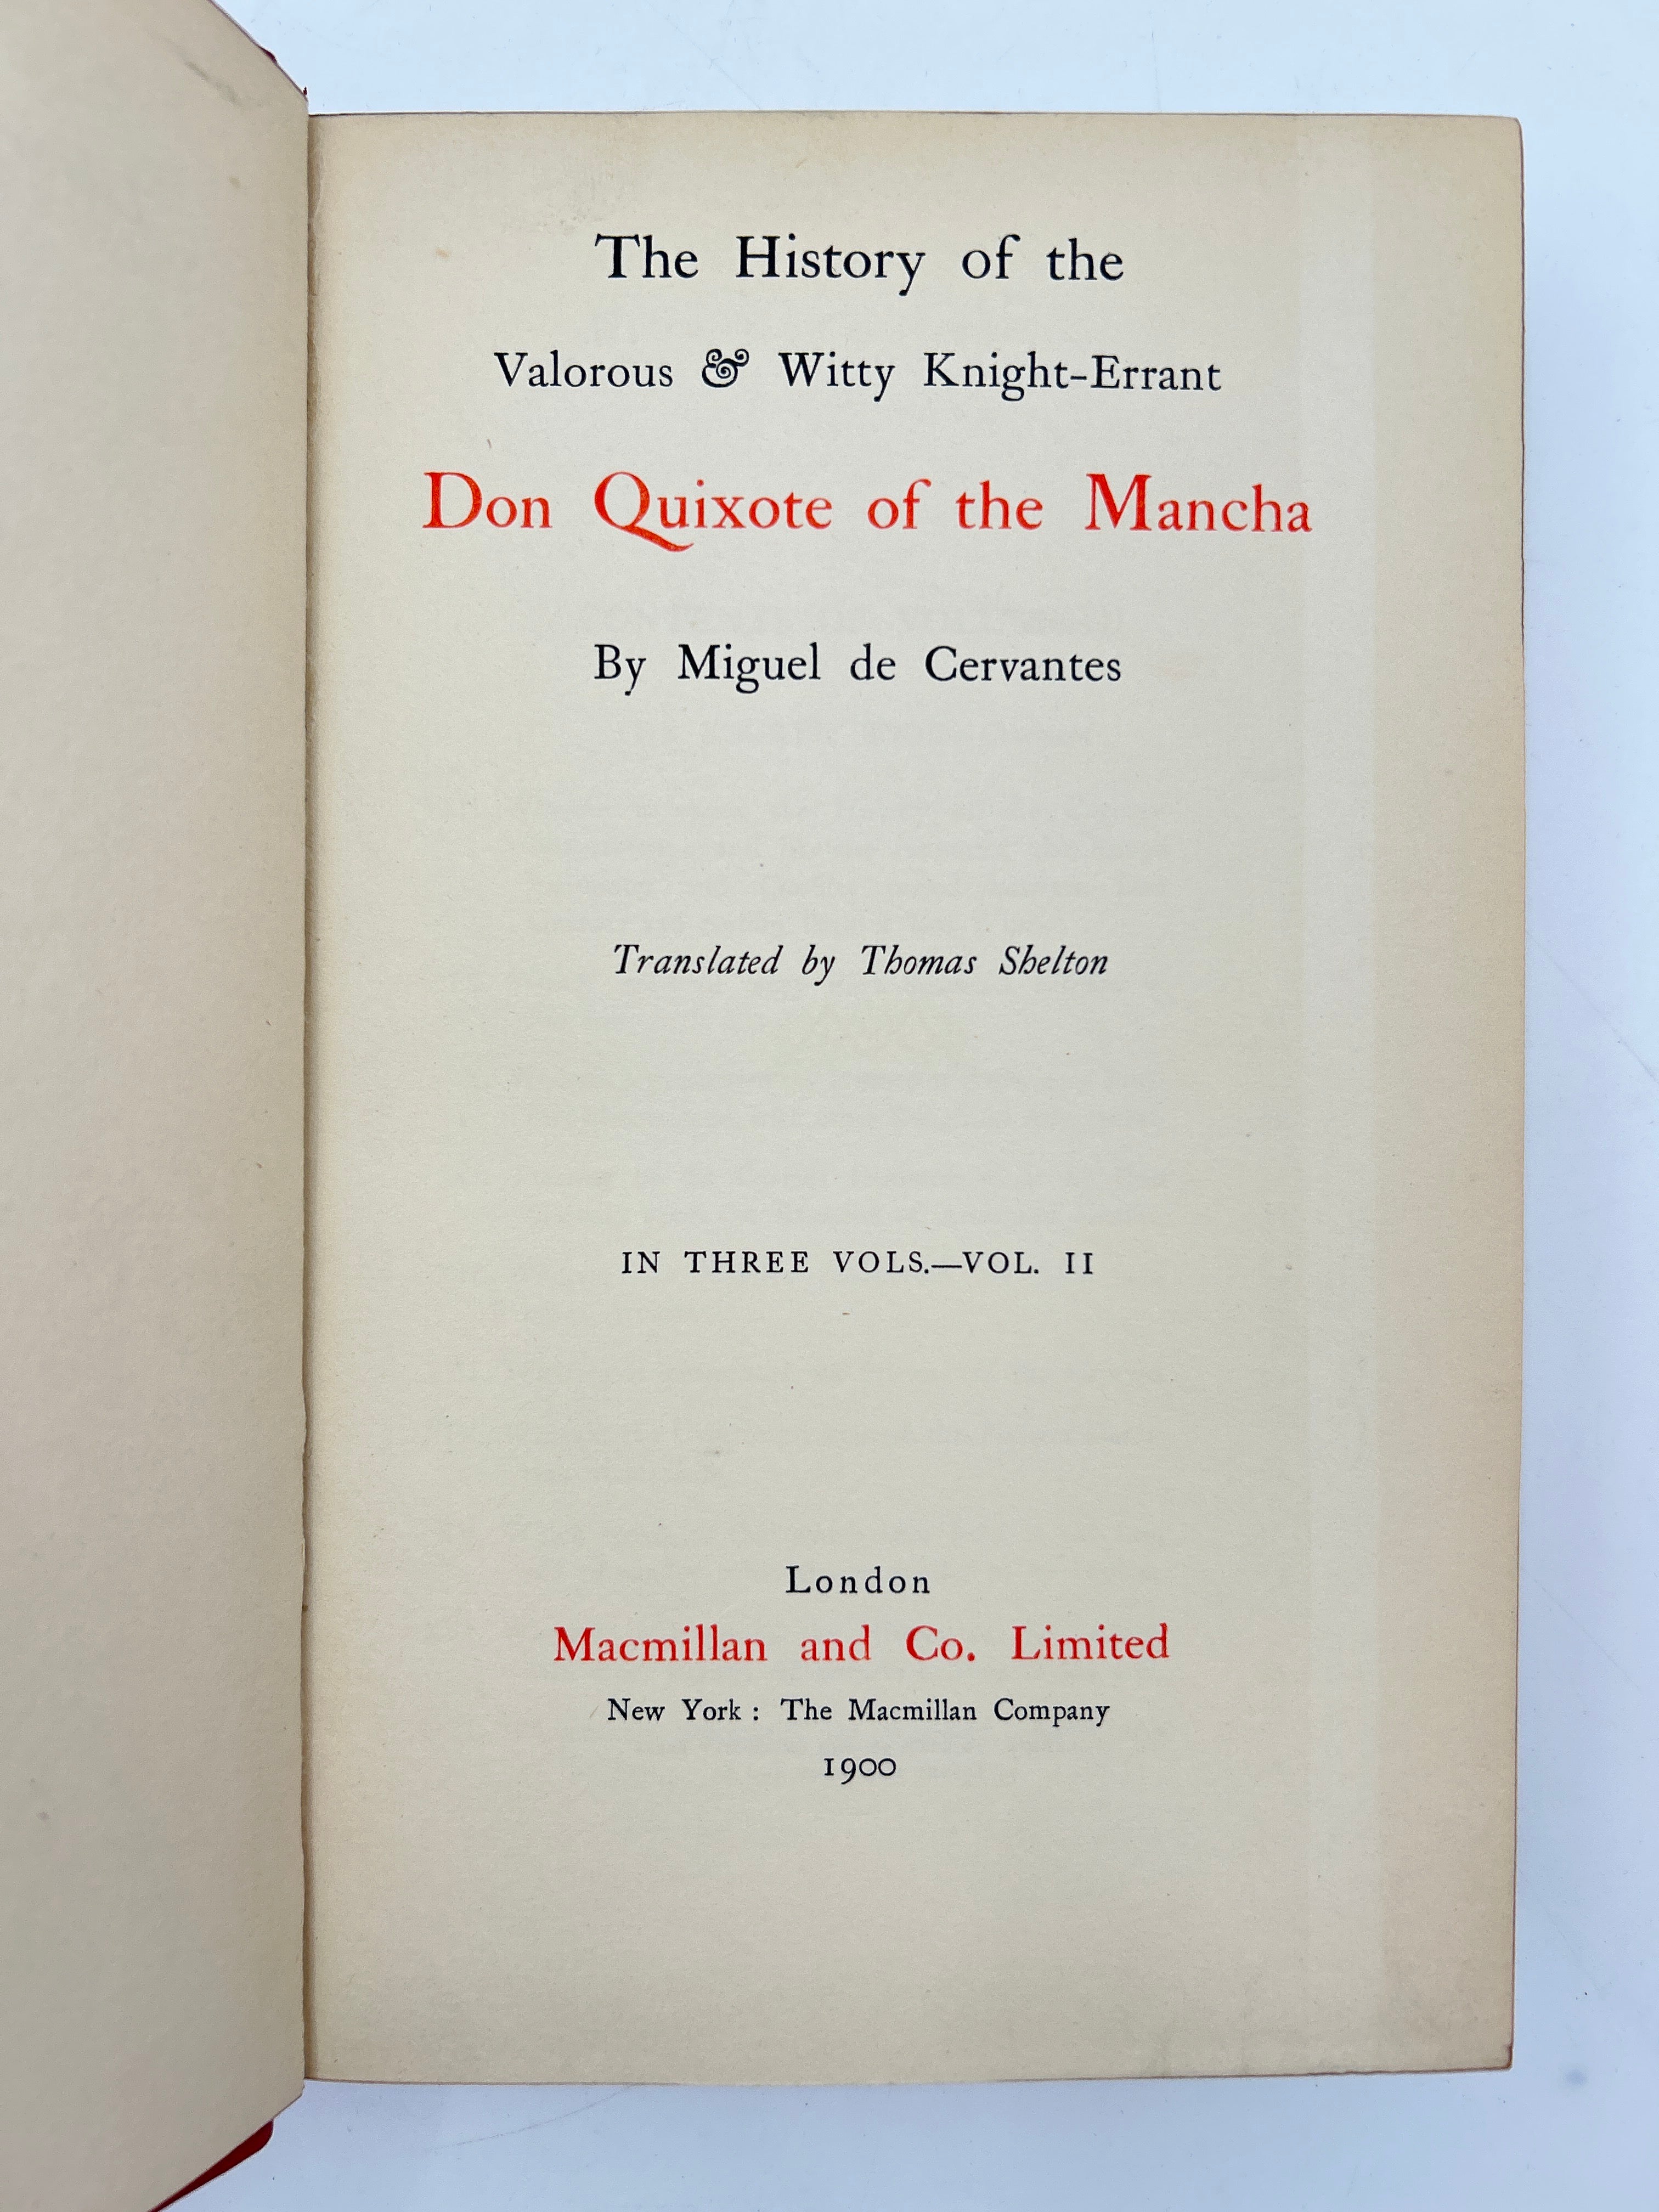 The History of the
Valorous & Witty Knight-Errant
Don Quixote of the Mancha
By Miguel de Cervantes
Translated by Thomas Shelton
IN THREE VOLS.—VOL. II
London
Macmillan and Co. Limited
New York : The Macmillan Company
1900